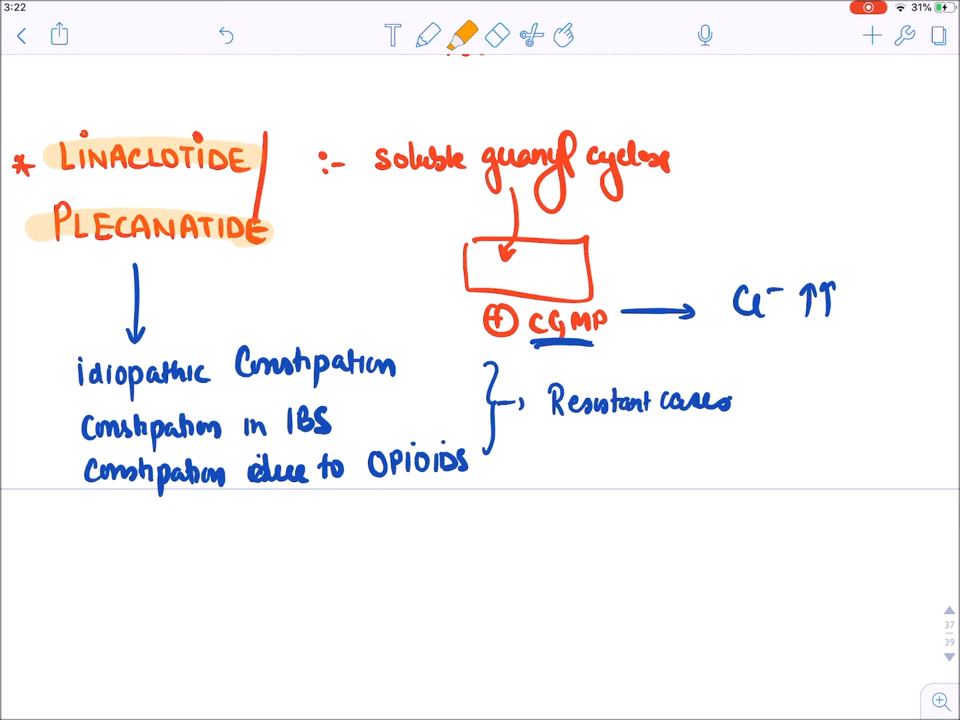 3:22
31%
* LINACLOTIDE :- soluble guanyl cyclase
PLECANATIDE
⊕ CGMP → Cl⁻ ↑↑
idiopathic Constipation
Constipation in IBS
Resistant cases
Constipation due to OPIOIDS
37
39